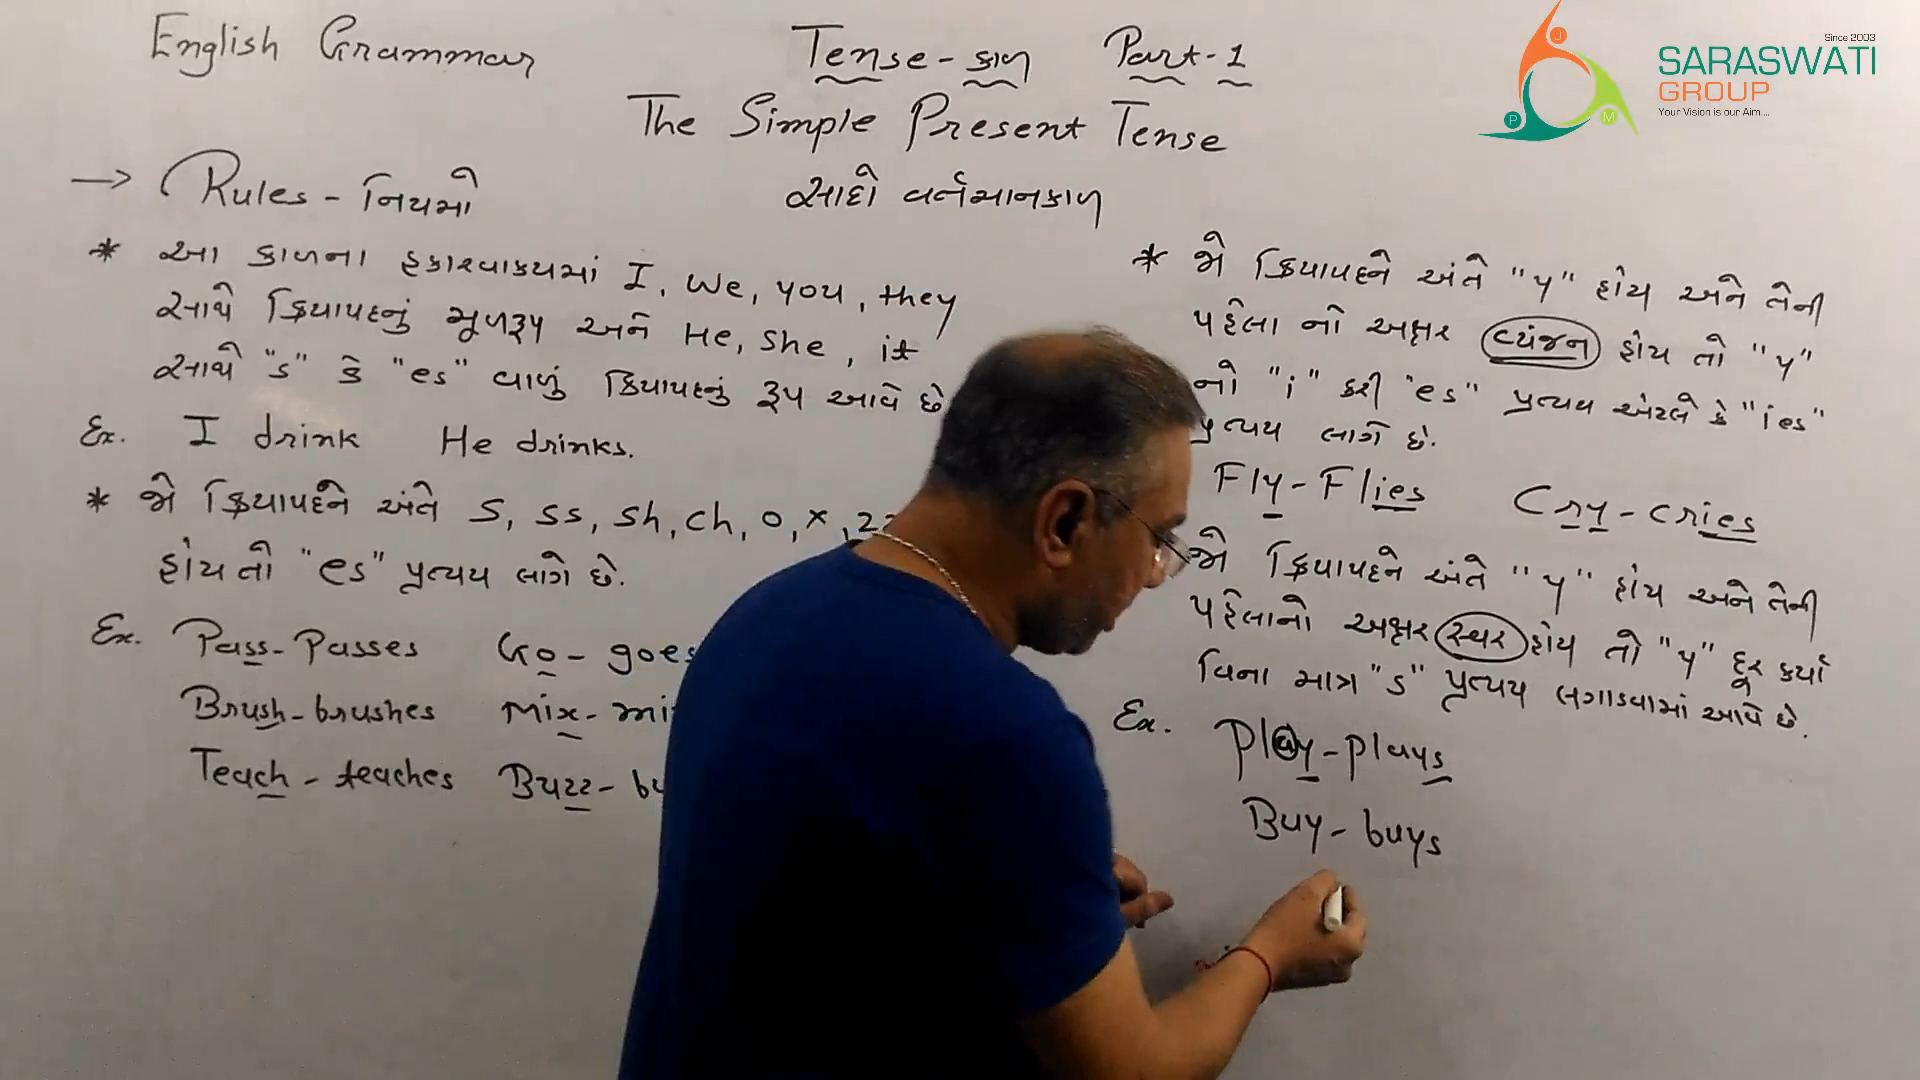 English Grammar
Tense - કાળ Part-1
The Simple Present Tense
સાદો વર્તમાનકાળ
→ Rules - નિયમો
* આ કાળના હકારવાક્યમાં I, We, you, they
સાથે ક્રિયાપદનું મૂળરૂપ અને He, She, it
સાથે "s" કે "es" વાળું ક્રિયાપદનું રૂપ આવે છે
Ex. I drink He drinks.
* જો ક્રિયાપદને અંતે S, SS, Sh, Ch, O, X, zz
હોય તો "es" પ્રત્યય લાગે છે.
Ex. Pass - Passes Go - goes
Brush - brushes Mix - mi
Teach - teaches Buzz - bu
* જો ક્રિયાપદને અંતે "y" હોય અને તેની
પહેલા નો અક્ષર વ્યંજન હોય તો "y"
નો "i" કરી "es" પ્રત્યય એટલે કે "ies"
પ્રત્યય લાગે છે.
Fly - Flies Cry - cries
જો ક્રિયાપદને અંતે "y" હોય અને તેની
પહેલાનો અક્ષર સ્વર હોય તો "y" દૂર કર્યા
વિના માત્ર "s" પ્રત્યય લગાડવામાં આવે છે.
Ex. Play - plays
Buy - buys
Since 2003
SARASWATI
GROUP
Your Vision is our Aim....
J
P
M